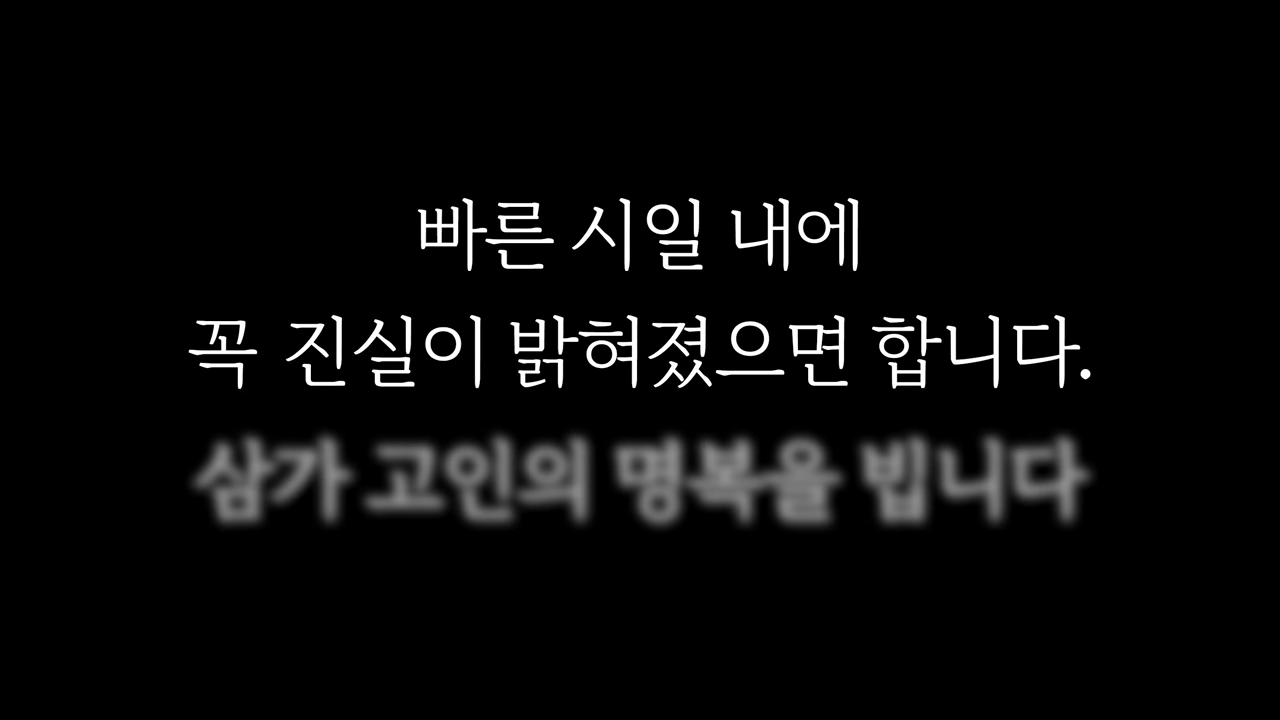 빠른 시일 내에
꼭 진실이 밝혀졌으면 합니다.
삼가 고인의 명복을 빕니다